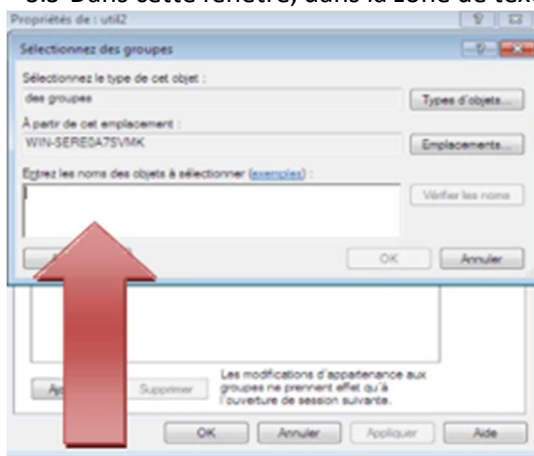 Dans cette fenêtre, dans la zone de tex
Propriétés de : util2
Sélectionnez des groupes
Sélectionnez le type de cet objet :
des groupes
Types d'objets...
À partir de cet emplacement :
WIN-SERE0A7SVMK
Emplacements...
Entrez les noms des objets à sélectionner (exemples) :
Vérifier les noms
OK
Annuler
Supprimer
Les modifications d'appartenance aux
groupes ne prennent effet qu'à
l'ouverture de session suivante.
OK
Annuler
Appliquer
Aide